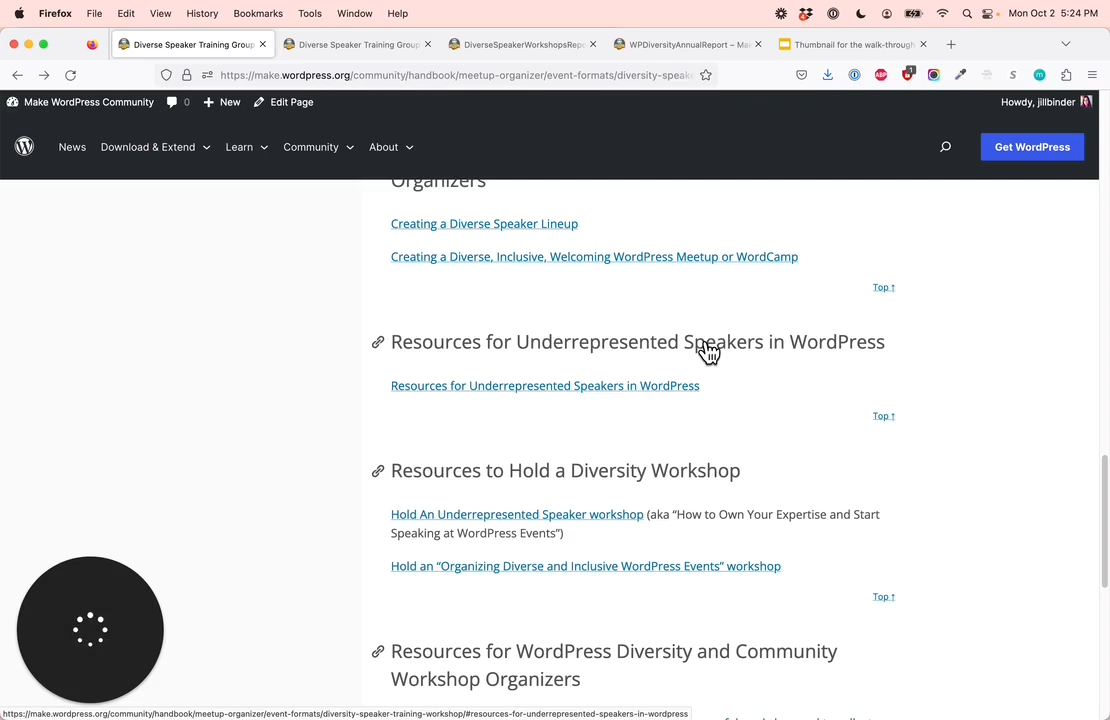 Firefox File Edit View History Bookmarks Tools Window Help Mon Oct 2 5:24 PM
Diverse Speaker Training Group Diverse Speaker Training Group DiverseSpeakerWorkshopsRepo WPDiversityAnnualReport – Ma Thumbnail for the walk-through
https://make.wordpress.org/community/handbook/meetup-organizer/event-formats/diversity-speake
Make WordPress Community 0 New Edit Page Howdy, jillbinder
News Download & Extend Learn Community About Get WordPress
Organizers
Creating a Diverse Speaker Lineup
Creating a Diverse, Inclusive, Welcoming WordPress Meetup or WordCamp
Top ↑
Resources for Underrepresented Speakers in WordPress
Resources for Underrepresented Speakers in WordPress
Top ↑
Resources to Hold a Diversity Workshop
Hold An Underrepresented Speaker workshop (aka “How to Own Your Expertise and Start
Speaking at WordPress Events”)
Hold an “Organizing Diverse and Inclusive WordPress Events” workshop
Top ↑
Resources for WordPress Diversity and Community
Workshop Organizers
https://make.wordpress.org/community/handbook/meetup-organizer/event-formats/diversity-speaker-training-workshop/#resources-for-underrepresented-speakers-in-wordpress